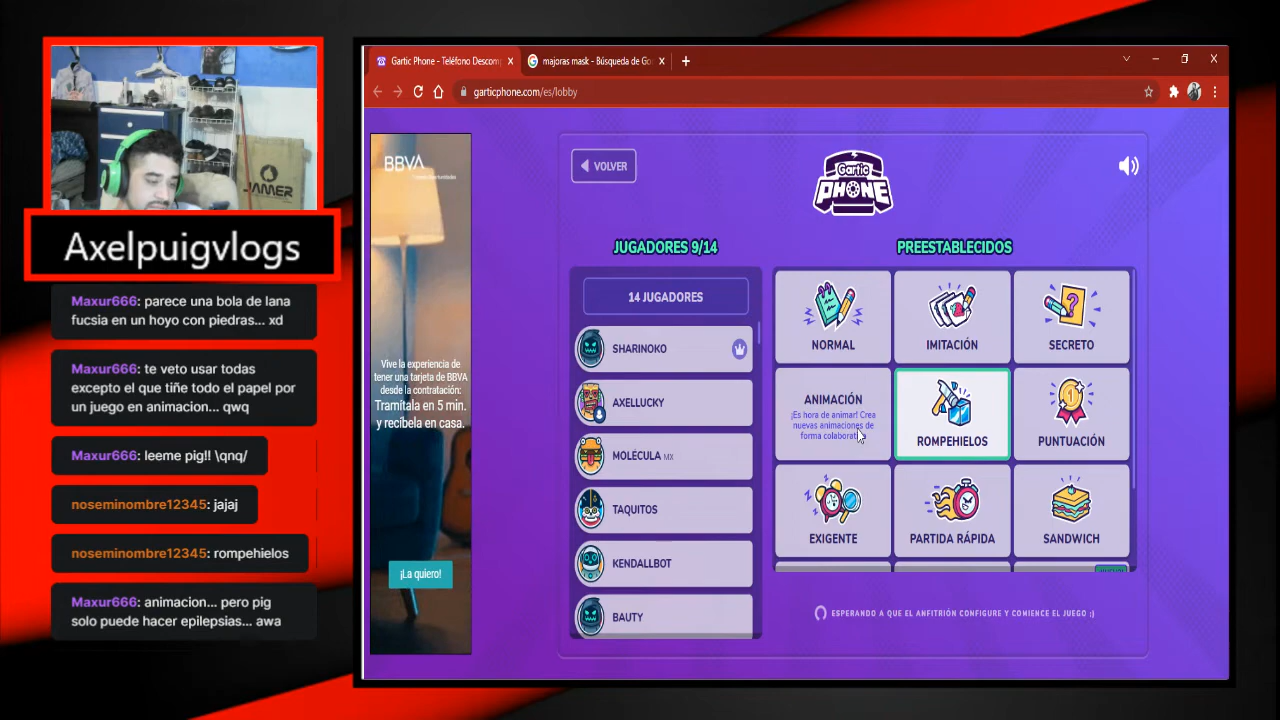 JAMER
Axelpuigvlogs
Maxur666: parece una bola de lana
fucsia en un hoyo con piedras... xd
Maxur666: te veto usar todas
excepto el que tiñe todo el papel por
un juego en animacion... qwq
Maxur666: leeme pig!! \qnq/
noseminombre12345: jajaj
noseminombre12345: rompehielos
Maxur666: animacion... pero pig
solo puede hacer epilepsias... awa
Gartic Phone - Teléfono Descom
majoras mask - Búsqueda de Go
garticphone.com/es/lobby
BBVA
Vive la experiencia de
tener una tarjeta de BBVA
desde la contratación:
Tramítala en 5 min.
y recíbela en casa.
¡La quiero!
VOLVER
Gartic
PHONE
JUGADORES 9/14
14 JUGADORES
SHARINOKO
AXELLUCKY
MOLÉCULA MX
TAQUITOS
KENDALLBOT
BAUTY
PREESTABLECIDOS
NORMAL
IMITACIÓN
SECRETO
ANIMACIÓN
¡Es hora de animar! Crea
nuevas animaciones de
forma colaborat
ROMPEHIELOS
PUNTUACIÓN
EXIGENTE
PARTIDA RÁPIDA
SANDWICH
ESPERANDO A QUE EL ANFITRIÓN CONFIGURE Y COMIENCE EL JUEGO ;)